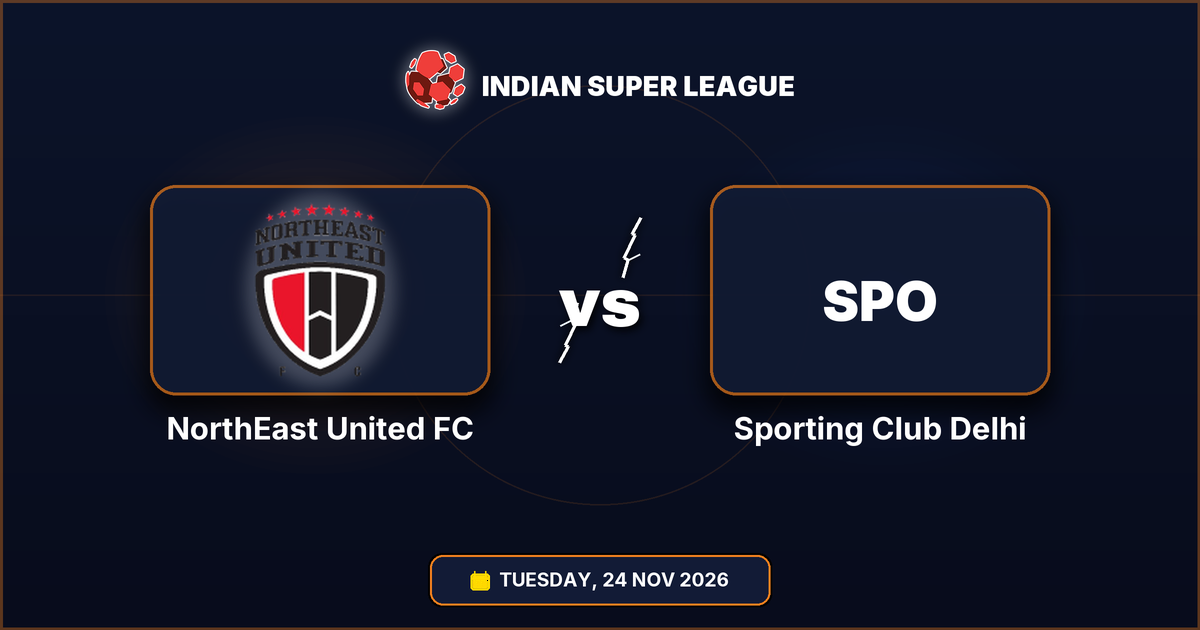 INDIAN SUPER LEAGUE
NORTHEAST
UNITED
vs
SPO
NorthEast United FC
Sporting Club Delhi
TUESDAY, 24 NOV 2026